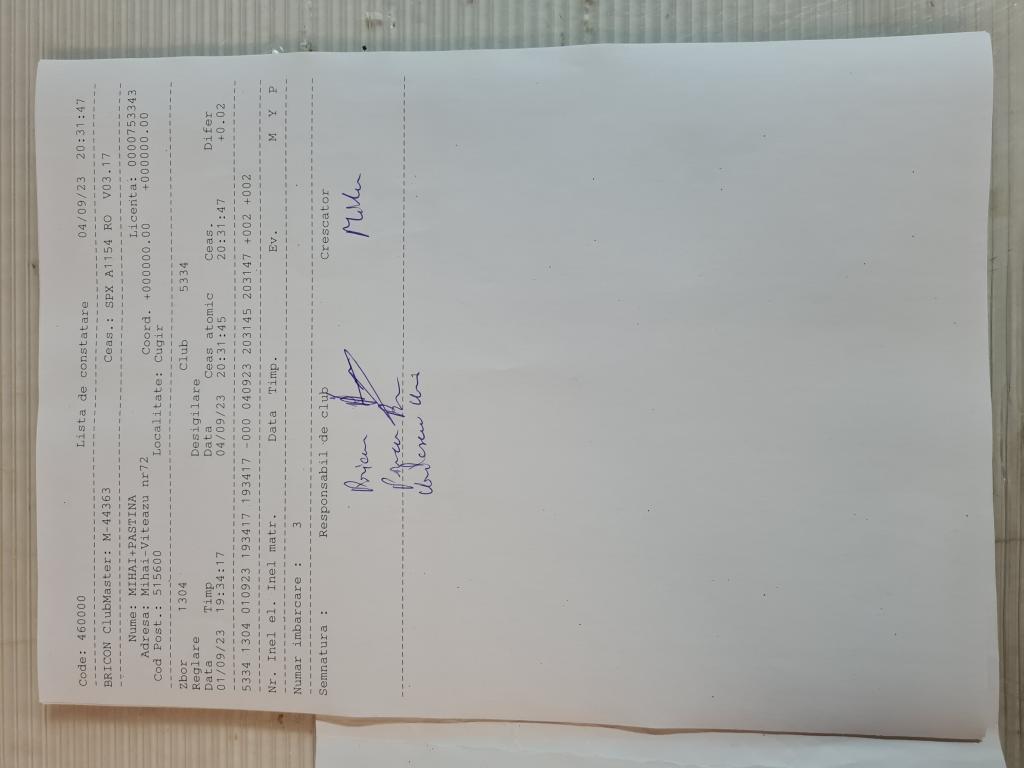 Code: 460000 Lista de constatare 04/09/23 20:31:47
BRICON ClubMaster: M-44363 Ceas.: SPX A1154 RO V03.17
Nume: MIHAI+PASTINA Licenta: 0000753343
Adresa: Mihai-Viteazu nr72 Coord. +000000.00 +000000.00
Cod Post.: 515600 Localitate: Cugir
Zbor 1304 Club 5334
Reglare Desigilare
Data Timp Data Ceas atomic Ceas. Difer
01/09/23 19:34:17 04/09/23 20:31:45 20:31:47 +0.02
5334 1304 010923 193417 193417 -000 040923 203145 203147 +002 +002
Nr. Inel el. Inel matr. Data Timp. Ev. M Y P
Numar imbarcare : 3
Semnatura : Responsabil de club Crescator